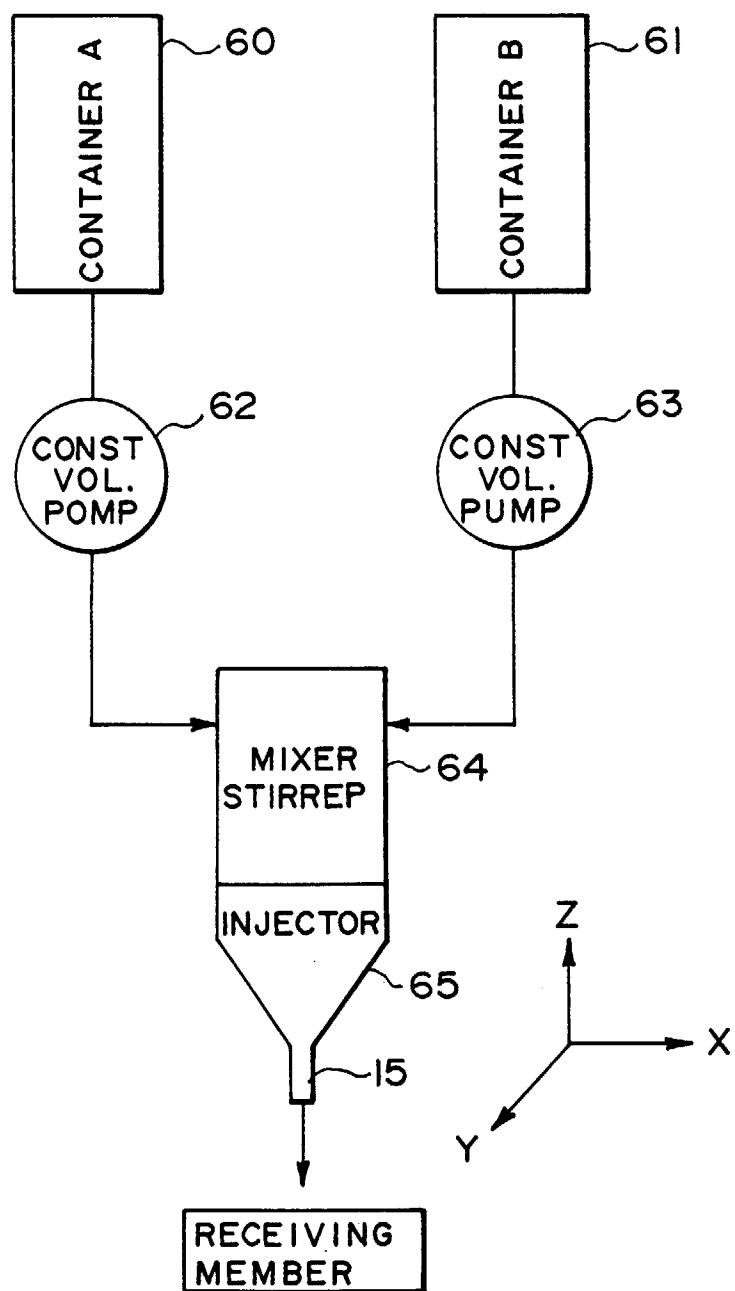 CONTAINER A
60
CONTAINER B
61
62
CONST
VOL.
POMP
63
CONST
VOL.
PUMP
MIXER
STIRREP
64
INJECTOR
65
15
Z
X
Y
RECEIVING
MEMBER